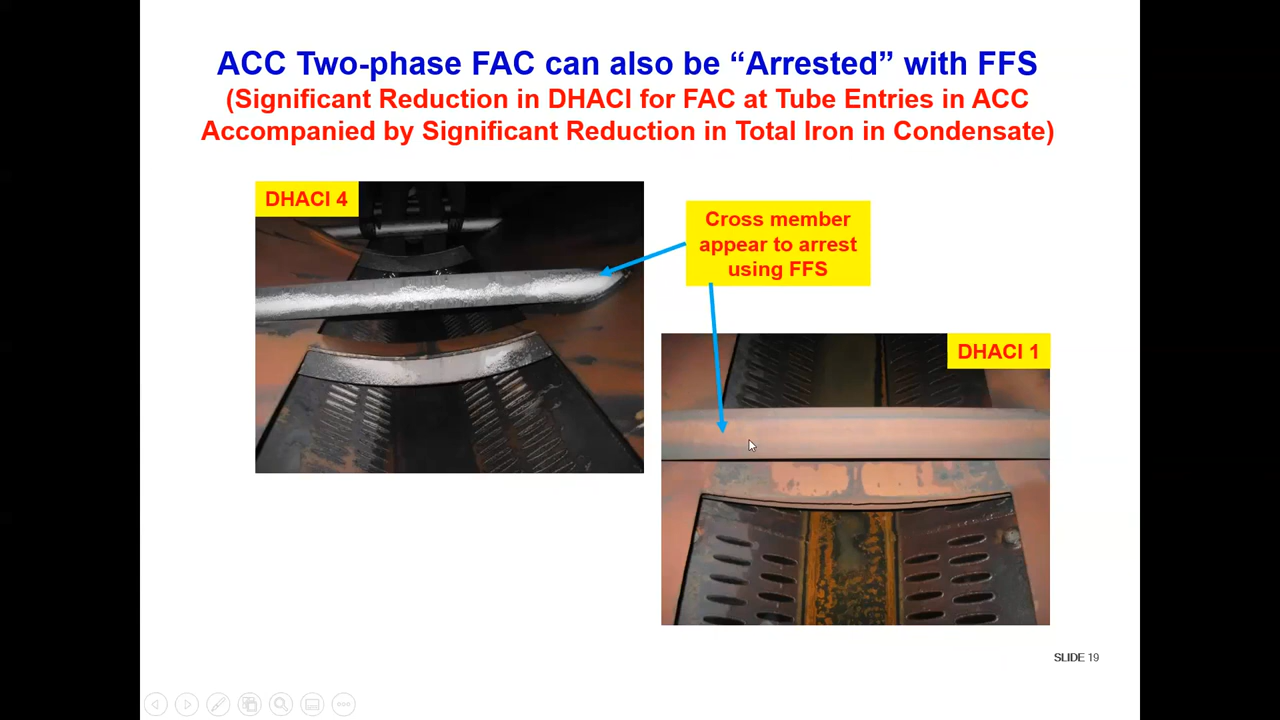 ACC Two-phase FAC can also be “Arrested” with FFS
(Significant Reduction in DHACI for FAC at Tube Entries in ACC
Accompanied by Significant Reduction in Total Iron in Condensate)
DHACI 4
Cross member
appear to arrest
using FFS
DHACI 1
SLIDE 19